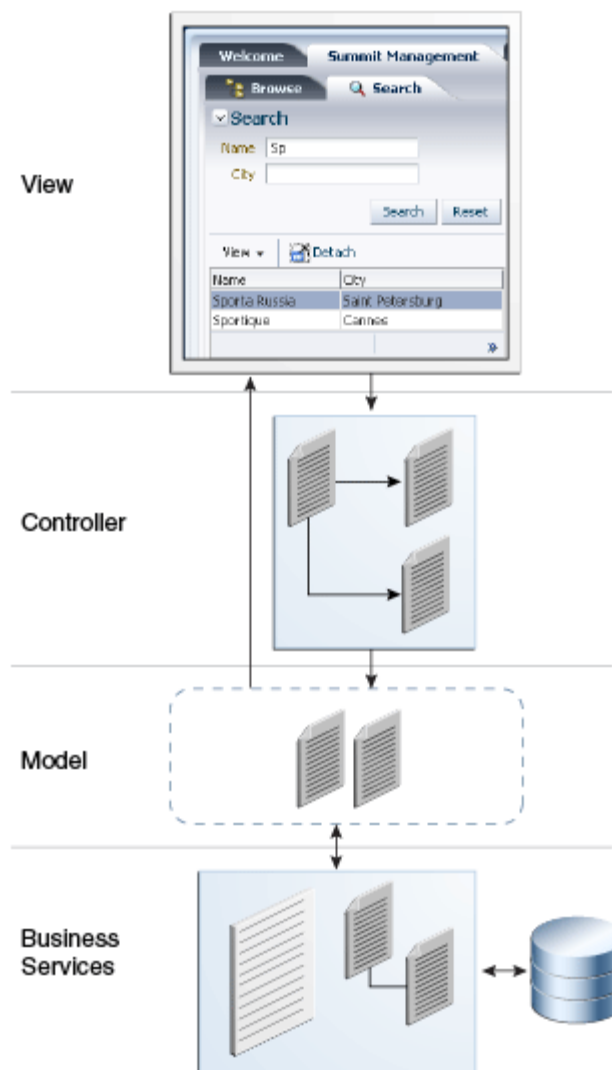 Welcome Summit Management
Browse Search
Search
Name Sp
City
Search Reset
View Detach
Name City
Sporta Russia Saint Petersburg
Sportique Cannes
View
Controller
Model
Business
Services